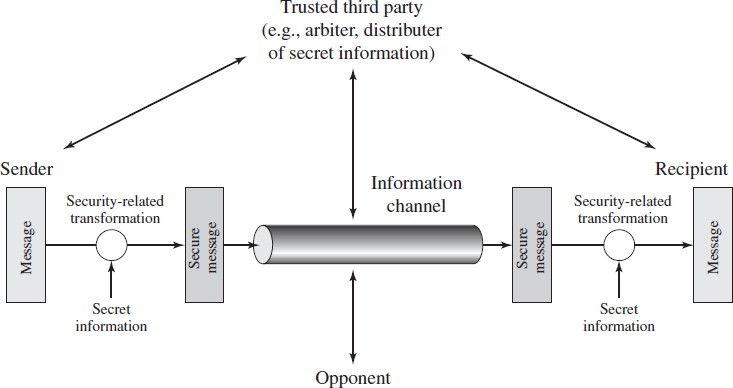 Trusted third party
(e.g., arbiter, distributer
of secret information)
Sender
Recipient
Information
channel
Message
Security-related
transformation
Secure
message
Secure
message
Security-related
transformation
Message
Secret
information
Secret
information
Opponent